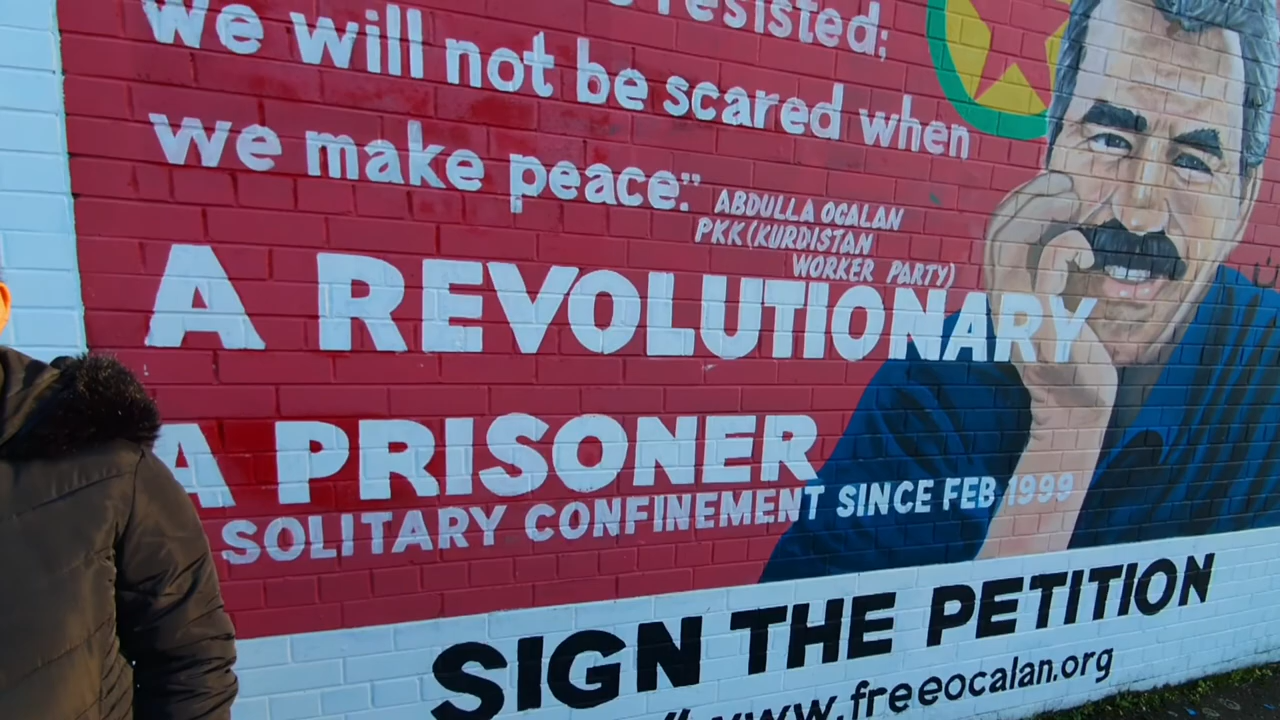 resisted;
We will not be scared when
we make peace."
ABDULLA OCALAN
PKK (KURDISTAN
WORKER PARTY)
A REVOLUTIONARY
A PRISONER
SOLITARY CONFINEMENT SINCE FEB 1999
SIGN THE PETITION
www.freeocalan.org